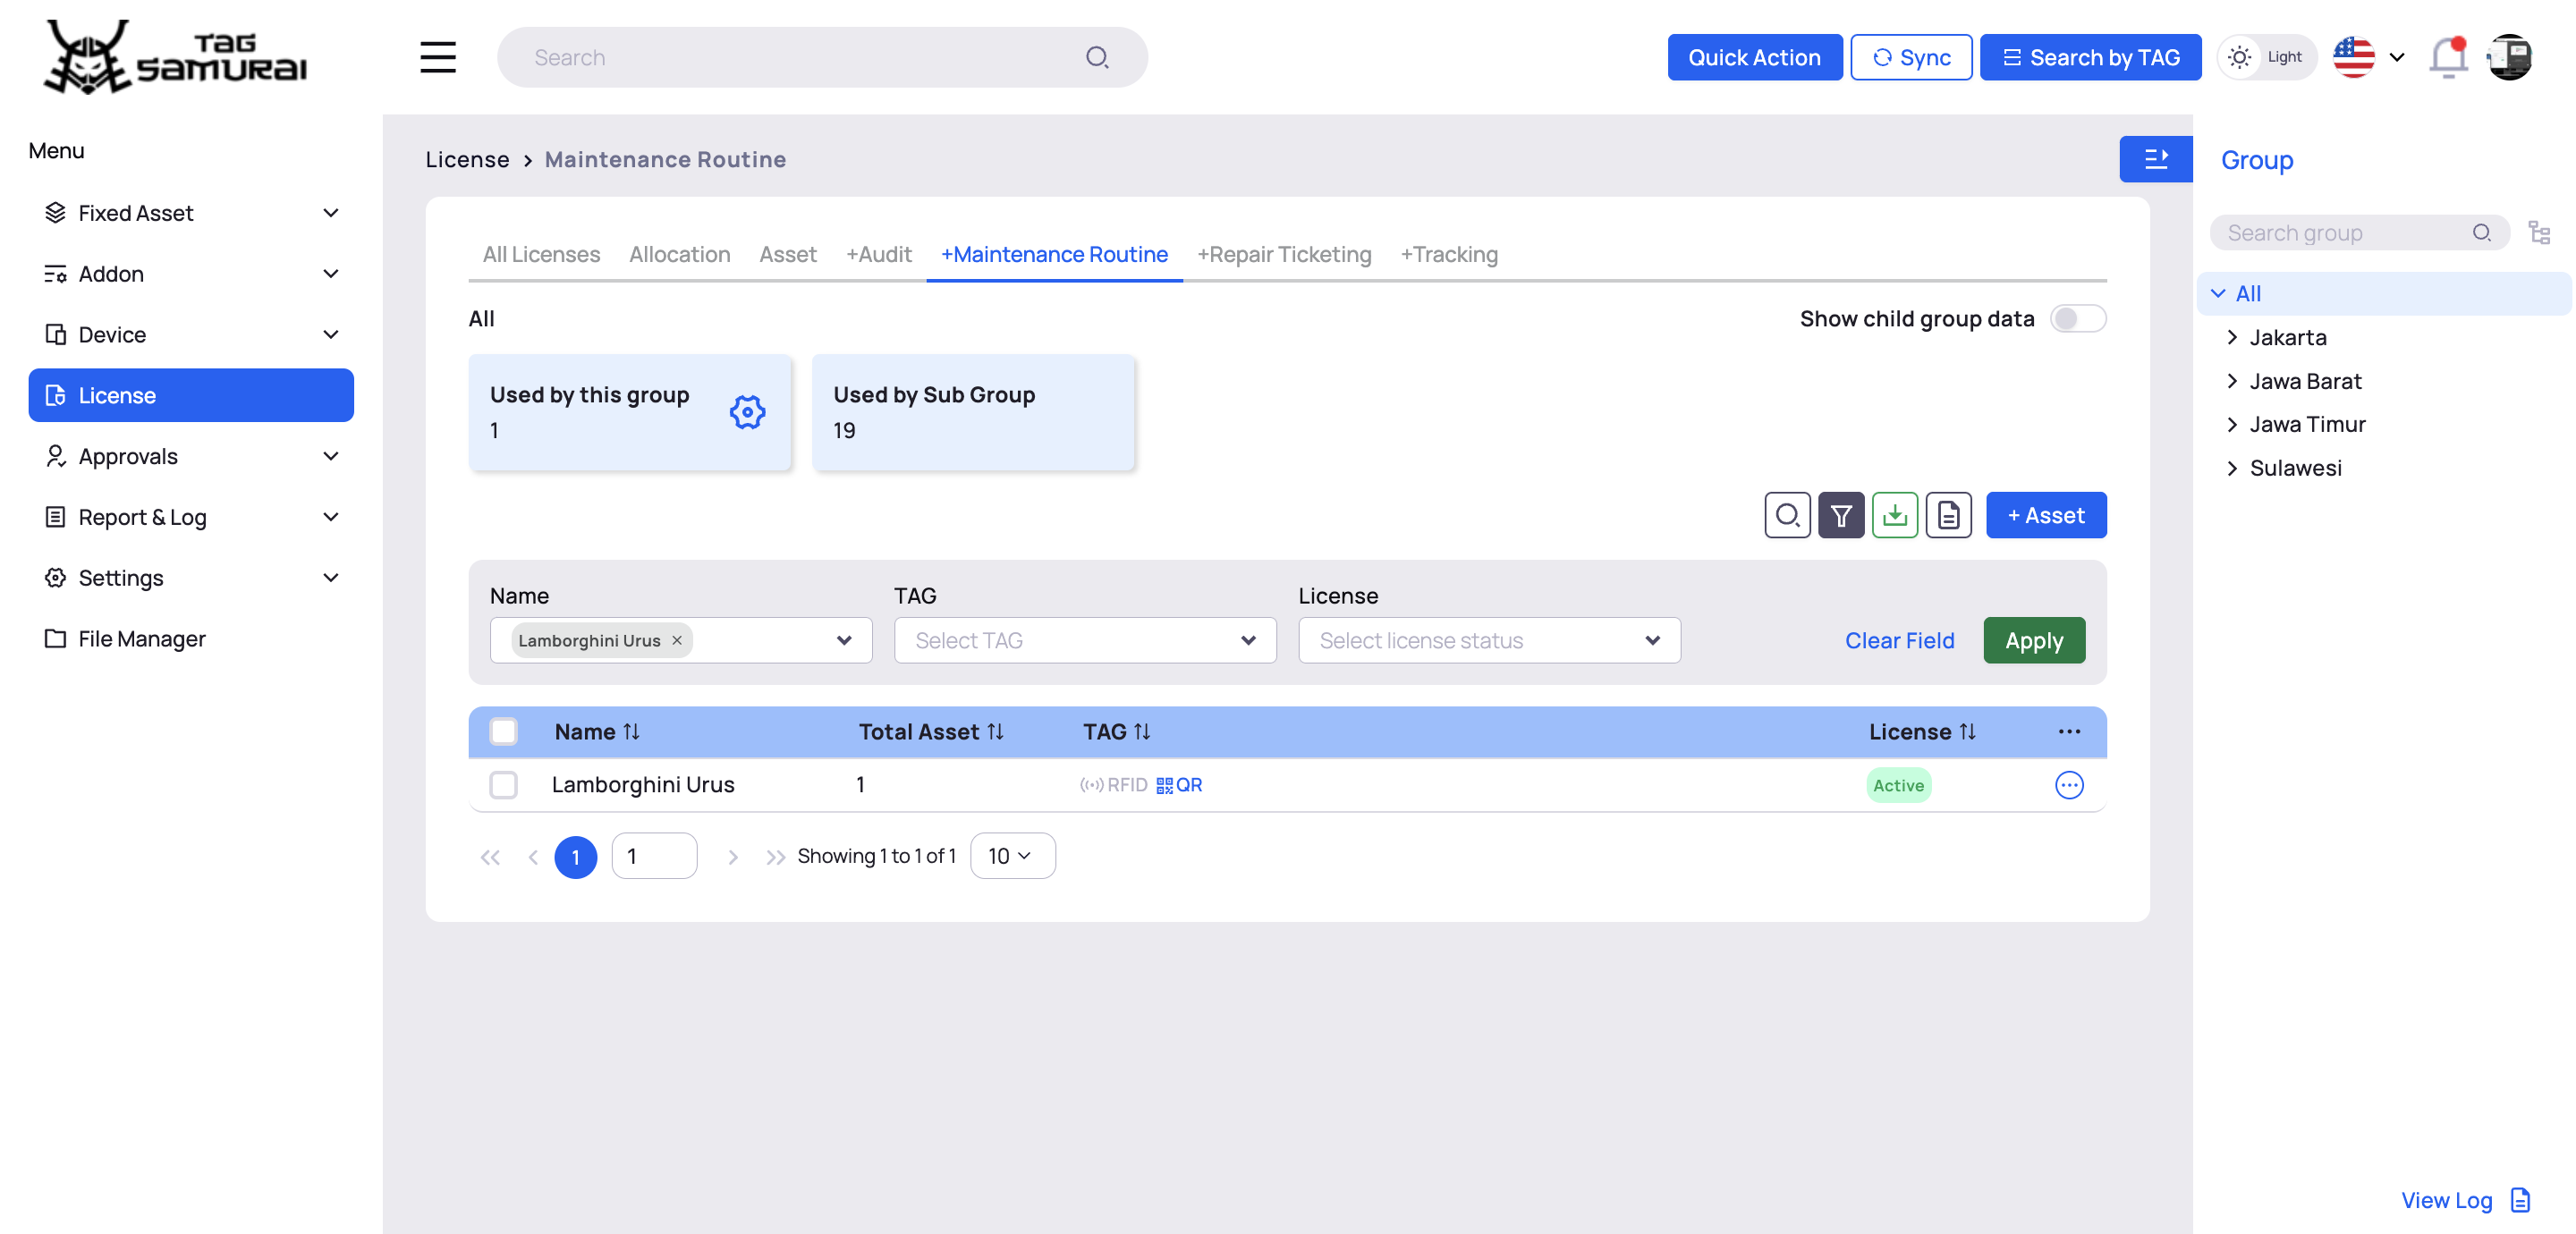 TAG
SAMURAI
Search
Quick Action
Sync
Search by TAG
Light
Menu
Fixed Asset
Addon
Device
License
Approvals
Report & Log
Settings
File Manager
License > Maintenance Routine
All Licenses
Allocation
Asset
+Audit
+Maintenance Routine
+Repair Ticketing
+Tracking
All
Show child group data
Used by this group
1
Used by Sub Group
19
+ Asset
Name
Lamborghini Urus ×
TAG
Select TAG
License
Select license status
Clear Field
Apply
Name
Total Asset
TAG
License
Lamborghini Urus
1
RFID
QR
Active
1
1
Showing 1 to 1 of 1
10
Group
Search group
All
Jakarta
Jawa Barat
Jawa Timur
Sulawesi
View Log